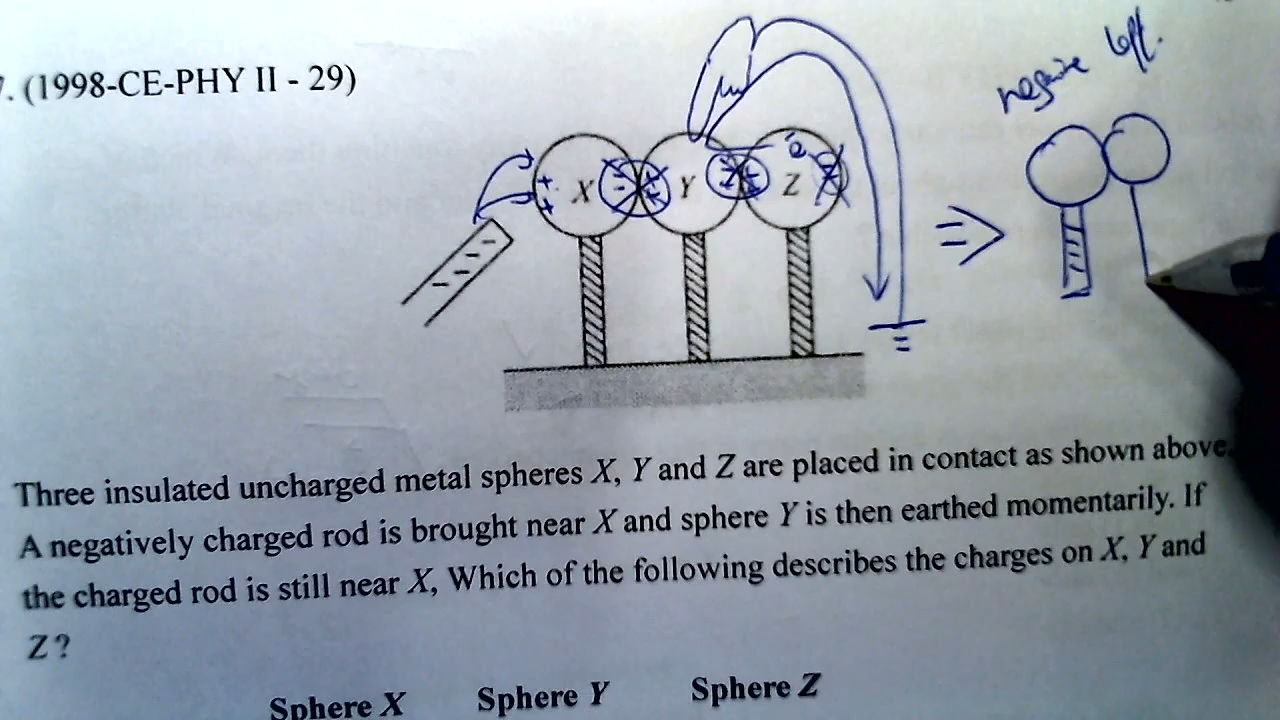 . (1998-CE-PHY II - 29)
negative left.
X Y Z
Three insulated uncharged metal spheres X, Y and Z are placed in contact as shown above.
A negatively charged rod is brought near X and sphere Y is then earthed momentarily. If
the charged rod is still near X, Which of the following describes the charges on X, Y and
Z?
Sphere X Sphere Y Sphere Z